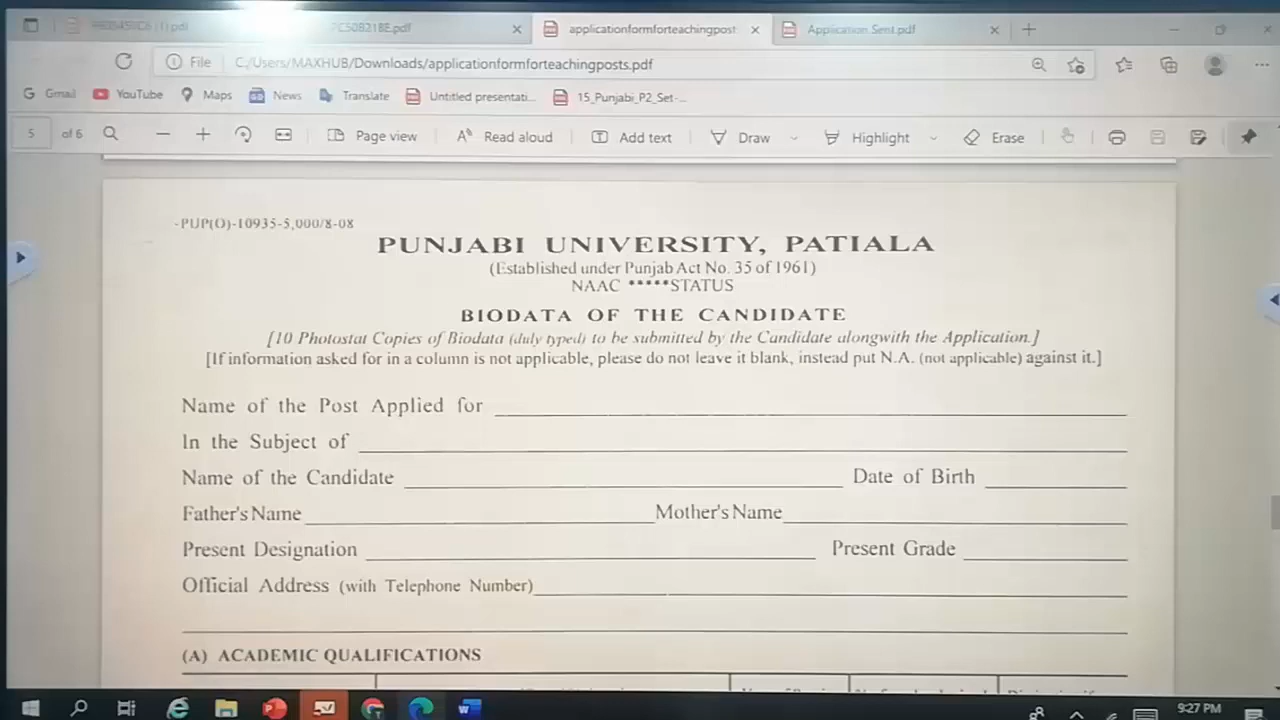 PC50B21BE.pdf
applicationformforteachingpost
Application Sent.pdf
File C:/Users/MAXHUB/Downloads/applicationformforteachingposts.pdf
Gmail YouTube Maps News Translate Untitled presentati... 15_Punjabi_P2_Set-...
5 of 6 Page view Read aloud Add text Draw Highlight Erase
-PUP(O)-10935-5,000/8-08
PUNJABI UNIVERSITY, PATIALA
(Established under Punjab Act No. 35 of 1961)
NAAC *****STATUS
BIODATA OF THE CANDIDATE
[10 Photostat Copies of Biodata (duly typed) to be submitted by the Candidate alongwith the Application.]
[If information asked for in a column is not applicable, please do not leave it blank, instead put N.A. (not applicable) against it.]
Name of the Post Applied for
In the Subject of
Name of the Candidate Date of Birth
Father's Name Mother's Name
Present Designation Present Grade
Official Address (with Telephone Number)
(A) ACADEMIC QUALIFICATIONS
9:27 PM